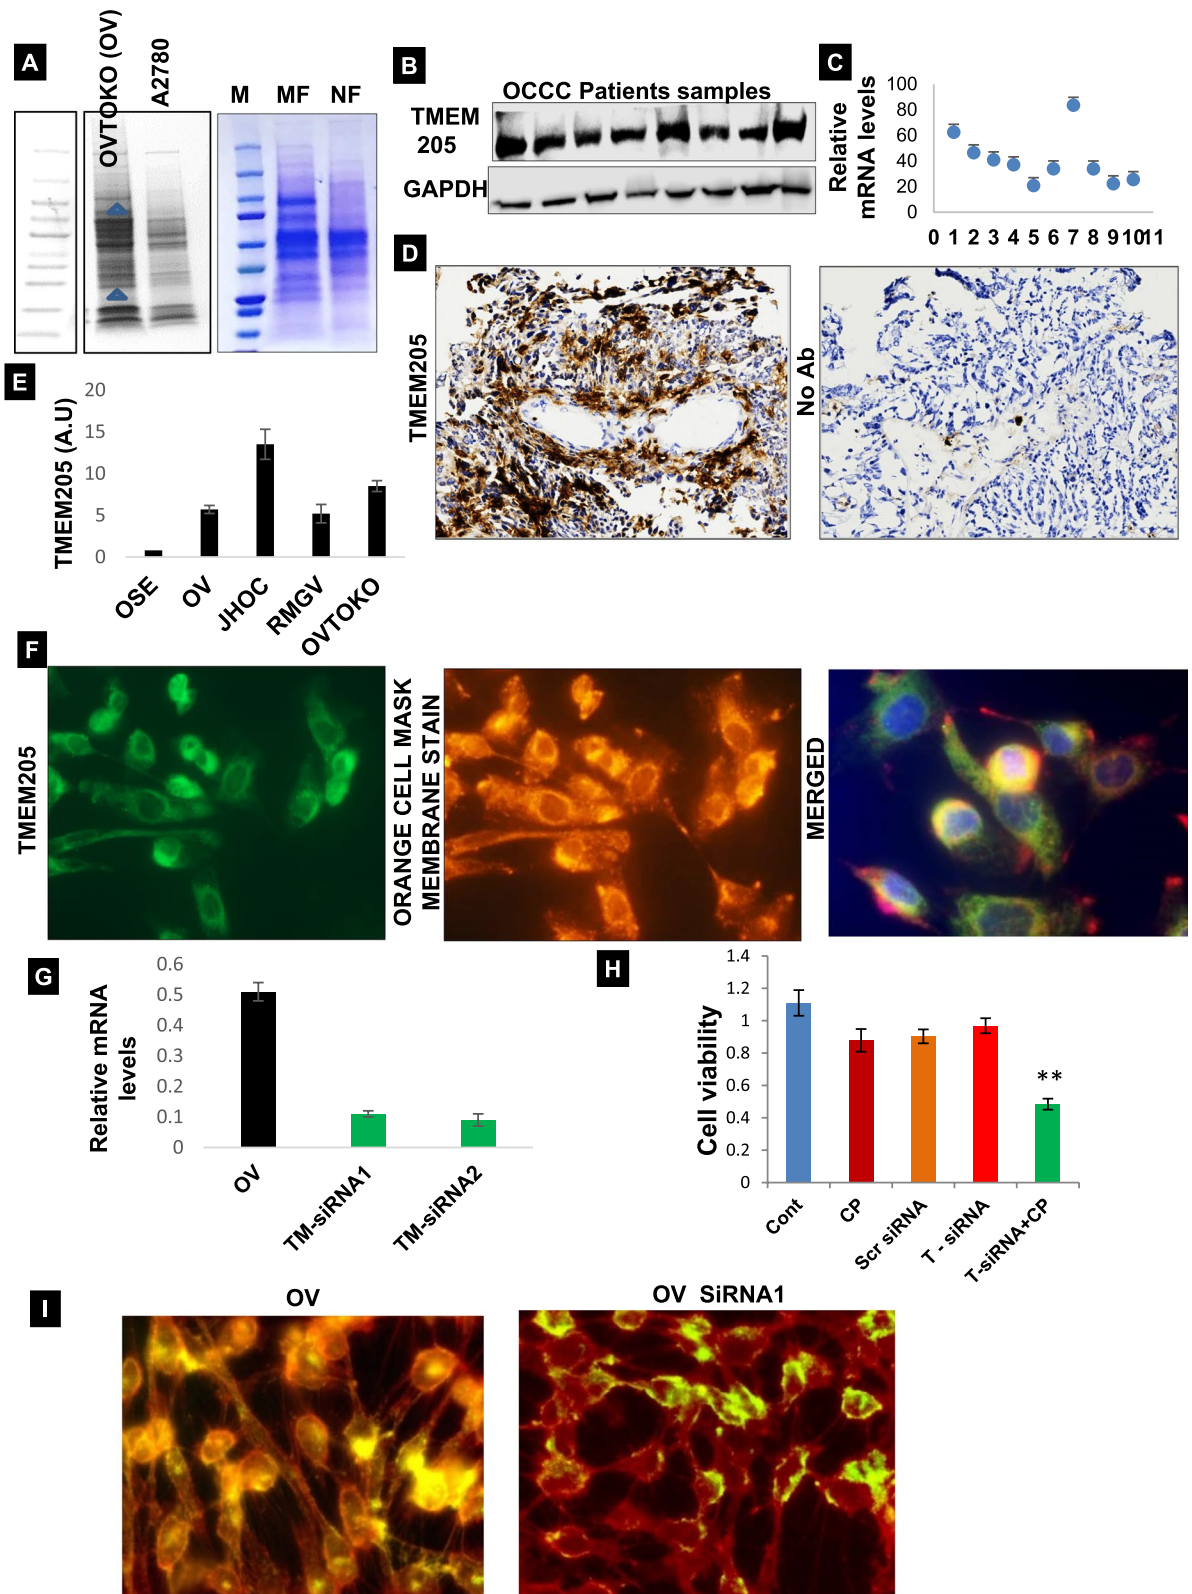 A
OVTOKO (OV)
A2780
M MF NF
B
OCCC Patients samples
TMEM
205
GAPDH
C
Relative
mRNA levels
100
80
60
40
20
0
0 1 2 3 4 5 6 7 8 9 10 11
D
TMEM205
No Ab
E
TMEM205 (A.U)
20
15
10
5
0
OSE
OV
JHOC
RMGV
OVTOKO
F
TMEM205
ORANGE CELL MASK
MEMBRANE STAIN
MERGED
G
Relative mRNA
levels
0.6
0.5
0.4
0.3
0.2
0.1
0
OV
TM-siRNA1
TM-siRNA2
H
Cell viability
1.4
1.2
1
0.8
0.6
0.4
0.2
0
**
Cont
CP
Scr siRNA
T - siRNA
T-siRNA+CP
I
OV
OV SiRNA1